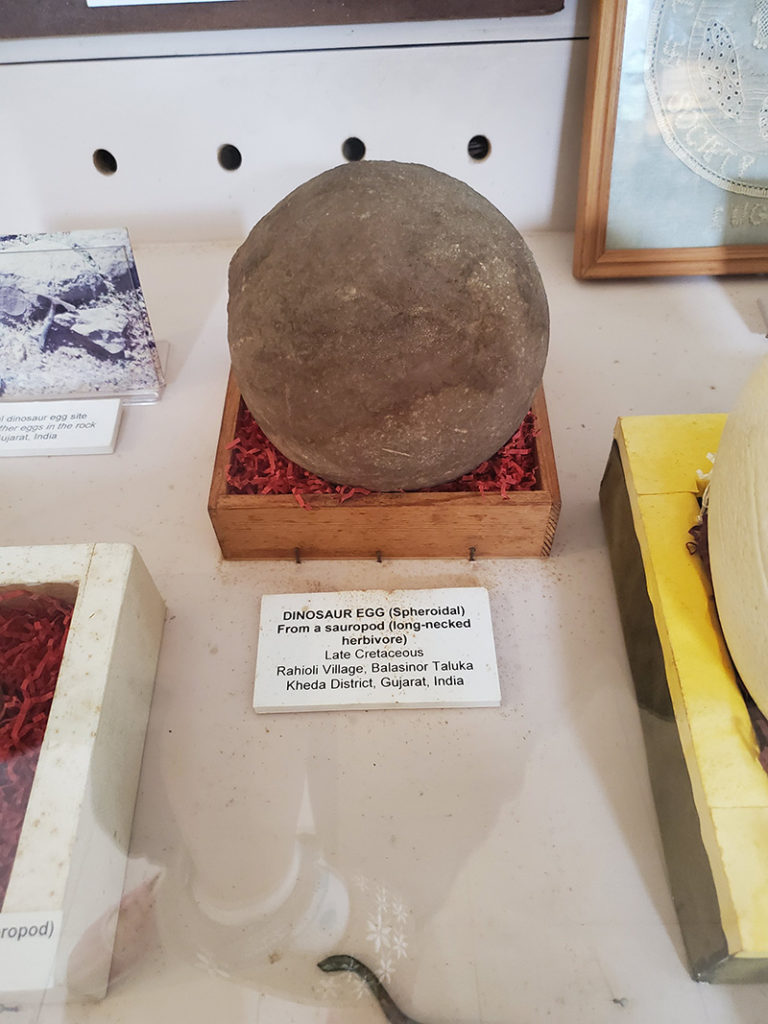 SOCIETA
l dinosaur egg site
ther eggs in the rock
ujarat, India
DINOSAUR EGG (Spheroidal)
From a sauropod (long-necked
herbivore)
Late Cretaceous
Rahioli Village, Balasinor Taluka
Kheda District, Gujarat, India
ropod)